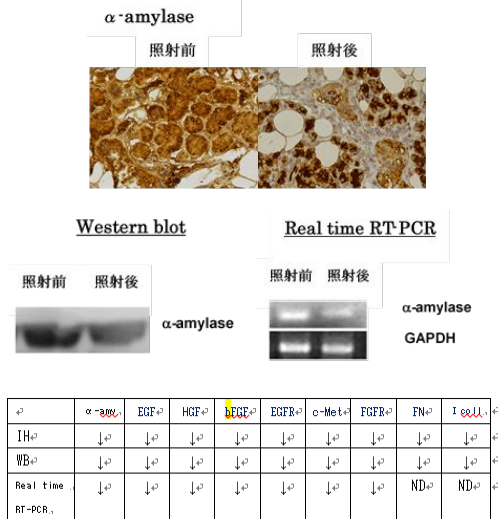 α-amylase
照射前 照射後
Western blot
Real time RT-PCR
照射前 照射後
照射前 照射後
α-amylase
α-amylase
GAPDH
α-amy. EGF HGF bFGF EGFR c-Met FGFR FN I coll.
IH ↓ ↓ ↓ ↓ ↓ ↓ ↓ ↓ ↓
WB ↓ ↓ ↓ ↓ ↓ ↓ ↓ ↓ ↓
Real time ↓ ↓ ↓ ↓ ↓ ↓ ↓ ND ND
RT-PCR.